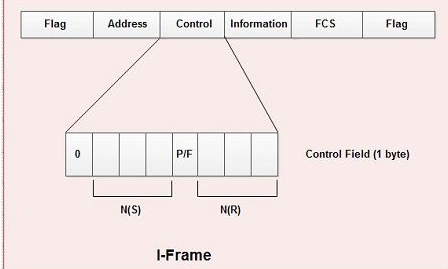 Flag Address Control Information FCS Flag
0 P/F Control Field (1 byte)
N(S) N(R)
I-Frame